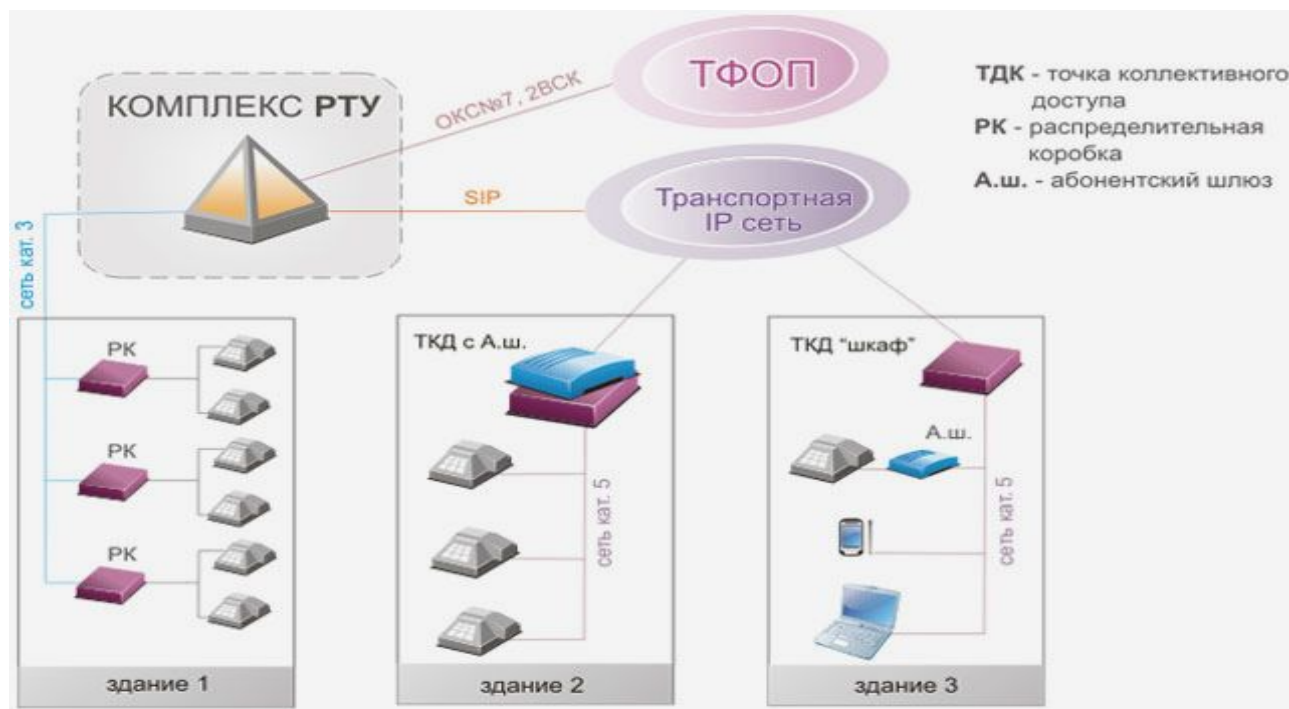 КОМПЛЕКС РТУ
ОКС№7, 2ВСК
ТФОП
ТДК - точка коллективного
доступа
РК - распределительная
коробка
А.ш. - абонентский шлюз
SIP
Транспортная
IP сеть
сеть кат. 3
РК
РК
РК
здание 1
ТКД с А.ш.
сеть кат. 5
здание 2
ТКД "шкаф"
А.ш.
сеть кат. 5
здание 3